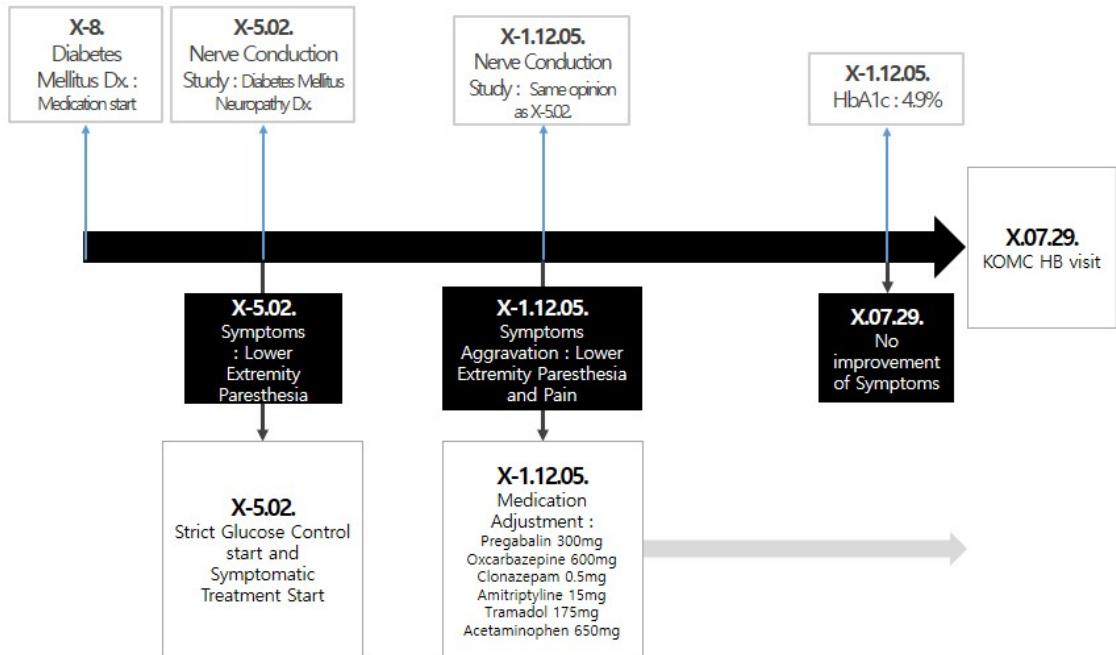 X-8.
Diabetes
Mellitus Dx. :
Medication start
X-5.02.
Nerve Conduction
Study : Diabetes Mellitus
Neuropathy Dx.
X-1.12.05.
Nerve Conduction
Study : Same opinion
as X-5.02.
X-1.12.05.
HbA1c : 4.9%
X.07.29.
KOMC HB visit
X-5.02.
Symptoms
: Lower
Extremity
Paresthesia
X-1.12.05.
Symptoms
Aggravation : Lower
Extremity Paresthesia
and Pain
X.07.29.
No
improvement
of Symptoms
X-5.02.
Strict Glucose Control
start and
Symptomatic
Treatment Start
X-1.12.05.
Medication
Adjustment :
Pregabalin 300mg
Oxcarbazepine 600mg
Clonazepam 0.5mg
Amitriptyline 15mg
Tramadol 175mg
Acetaminophen 650mg